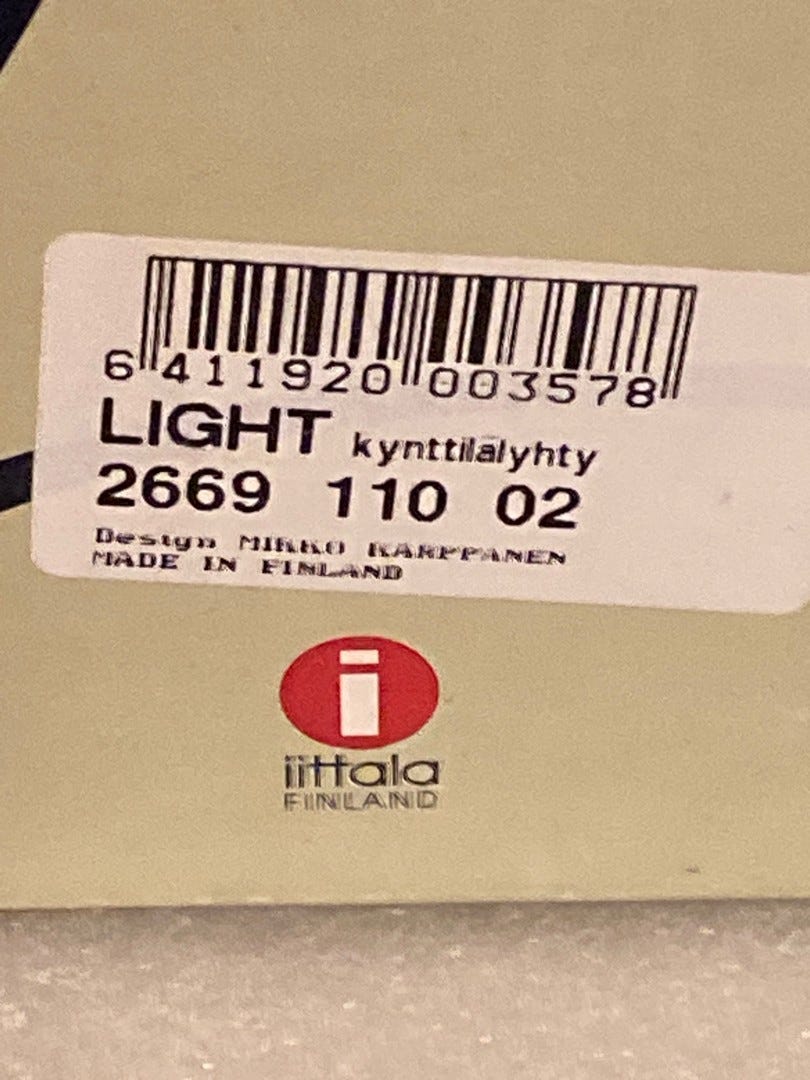 6 411920 003578
LIGHT kynttilälyhty
2669 110 02
Design MIKKO KARPPANEN
MADE IN FINLAND
i
iittala
FINLAND